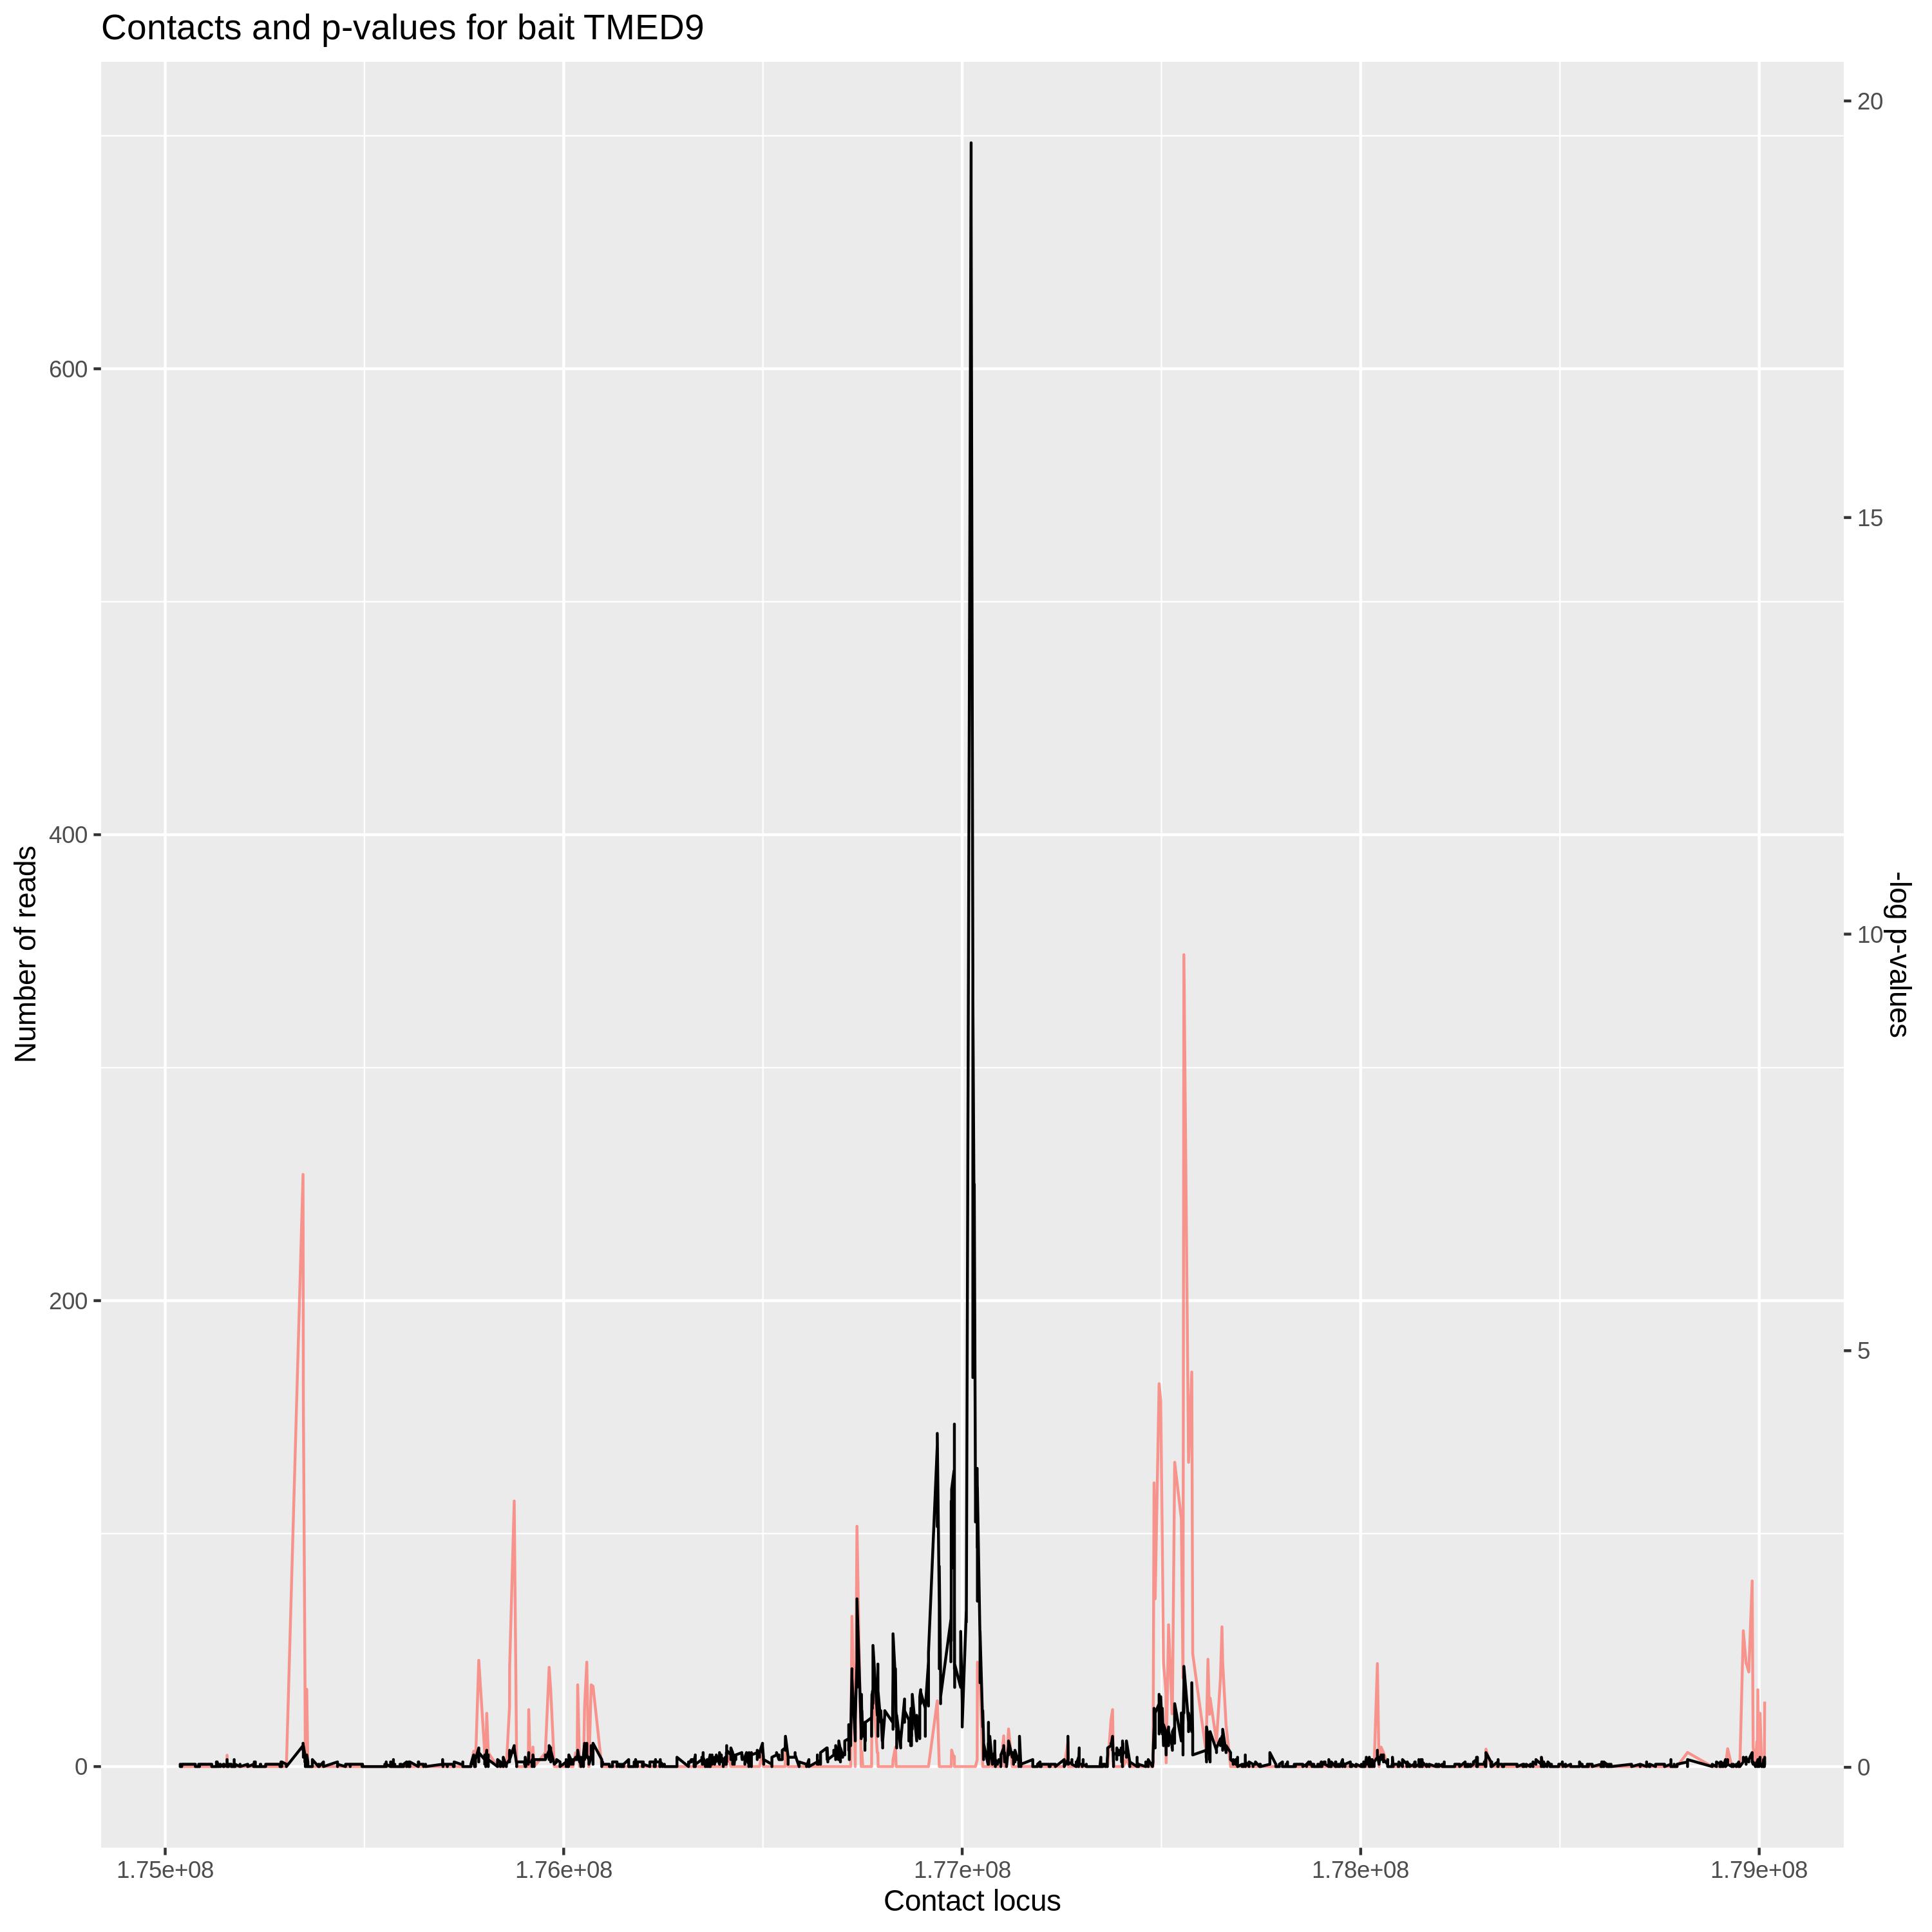 Contacts and p-values for bait TMED9
20
15
10
5
0
-log p-values
600
400
200
0
Number of reads
1.75e+08 1.76e+08 1.77e+08 1.78e+08 1.79e+08
Contact locus